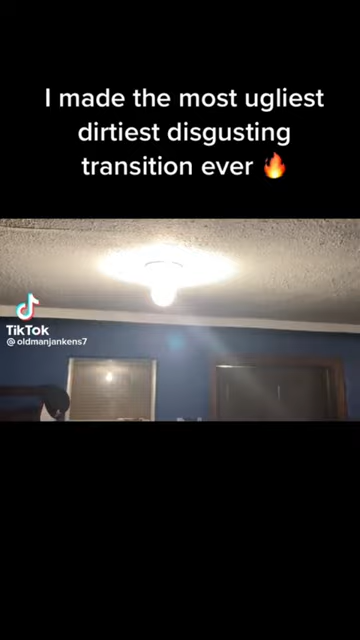 I made the most ugliest
dirtiest disgusting
transition ever 🔥
TikTok
@ oldmanjankens7